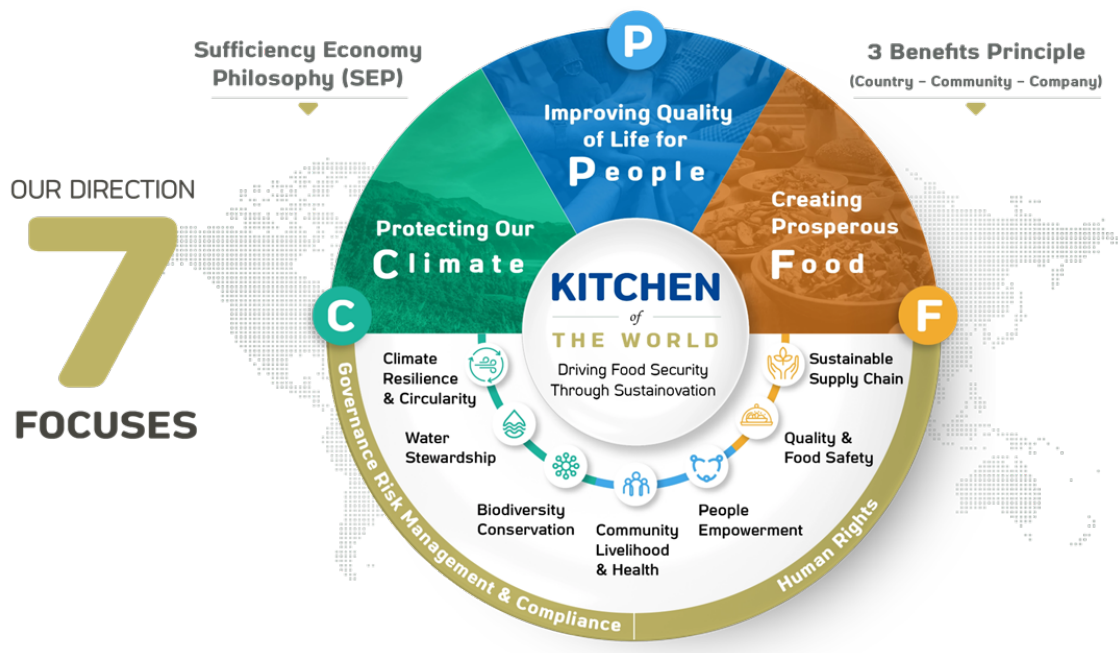 Sufficiency Economy
Philosophy (SEP)
3 Benefits Principle
(Country – Community – Company)
OUR DIRECTION
7
FOCUSES
P
Improving Quality
of Life for
People
Protecting Our
Climate
C
Creating
Prosperous
Food
F
KITCHEN
of
THE WORLD
Driving Food Security
Through Sustainovation
Climate
Resilience
& Circularity
Water
Stewardship
Biodiversity
Conservation
Community
Livelihood
& Health
People
Empowerment
Quality &
Food Safety
Sustainable
Supply Chain
Governance Risk Management & Compliance
Human Rights